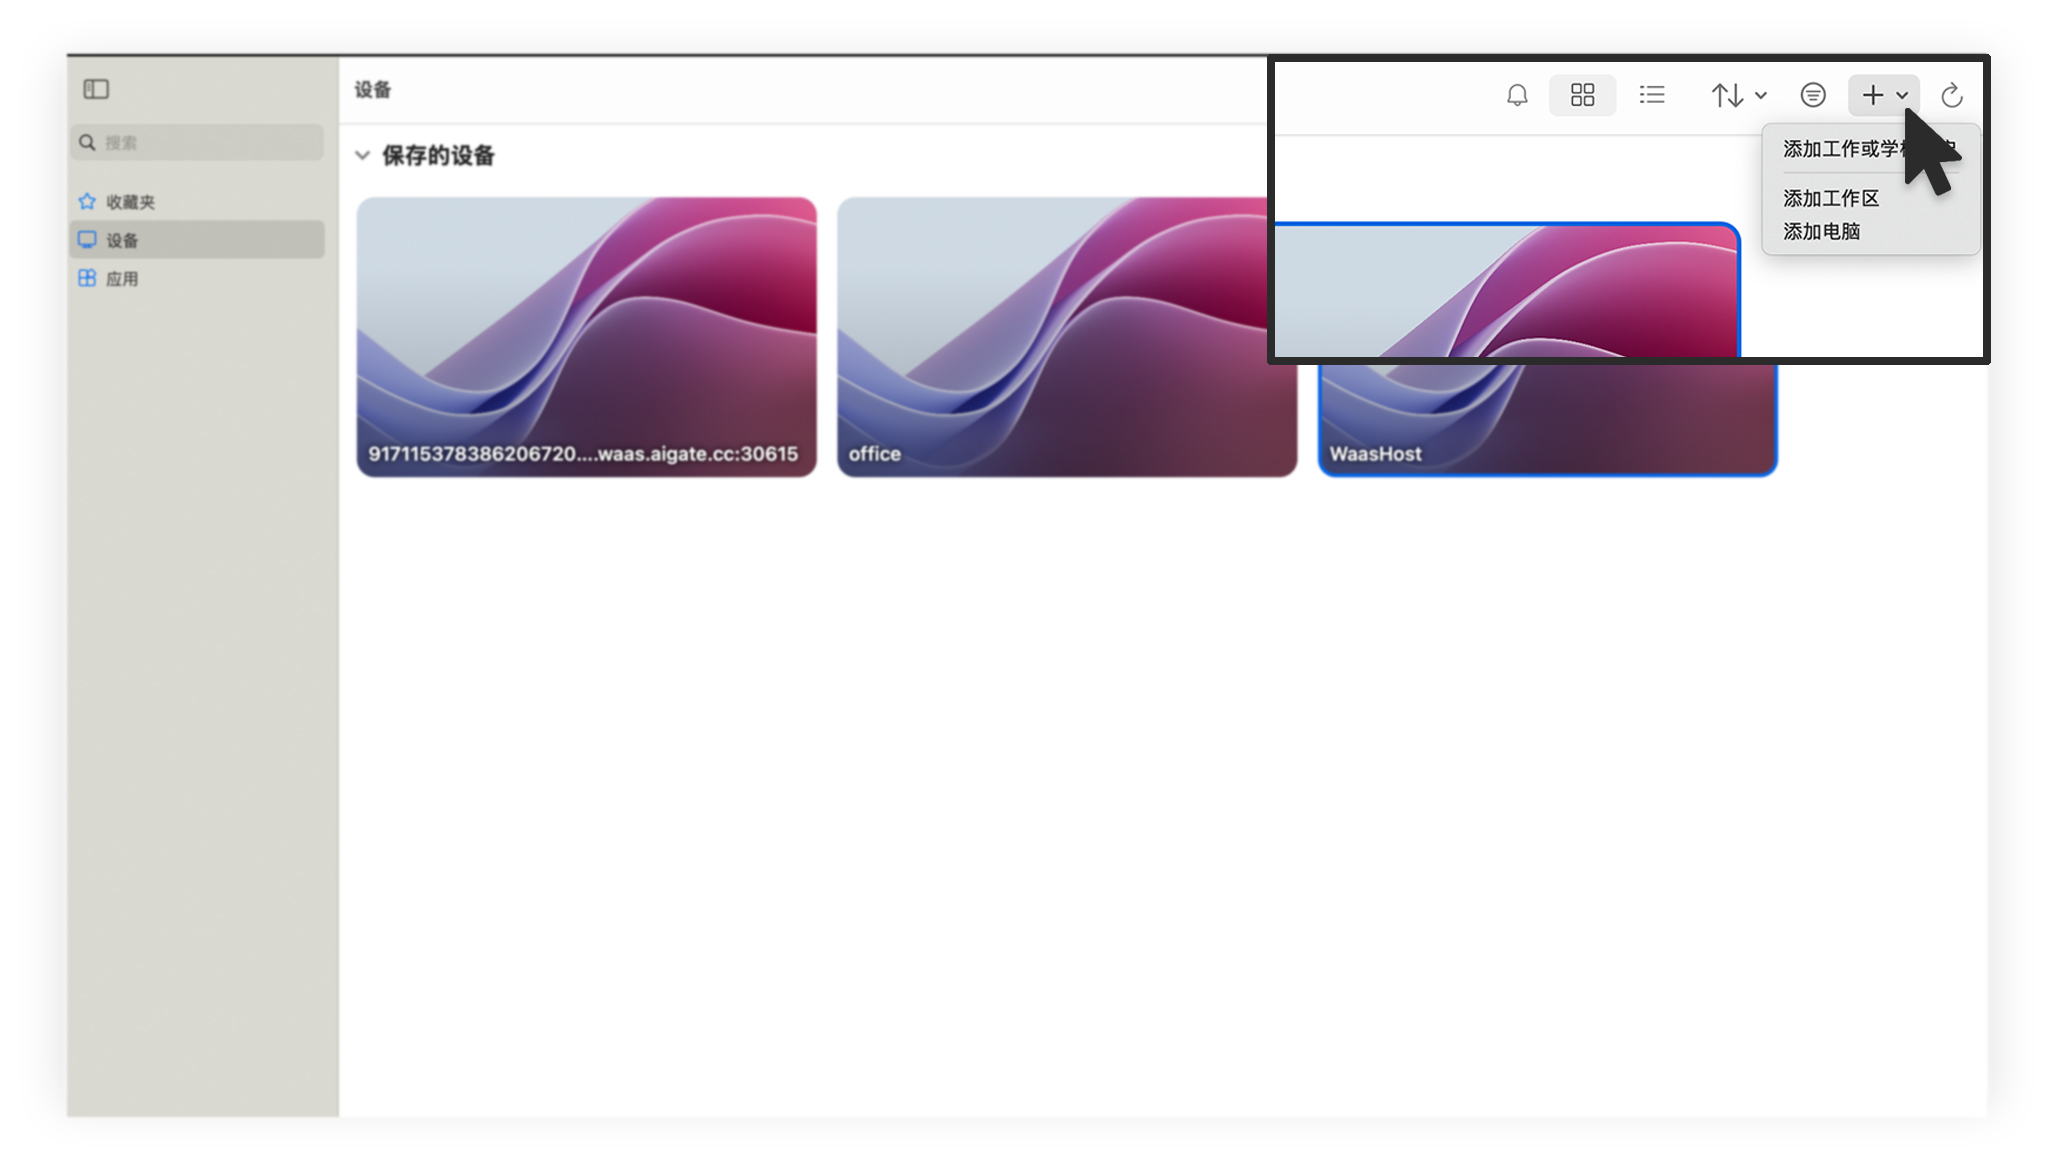 设备
搜索
收藏夹
设备
应用
保存的设备
917115378386206720....waas.aigate.cc:30615
office
WaasHost
添加工作或学
添加工作区
添加电脑